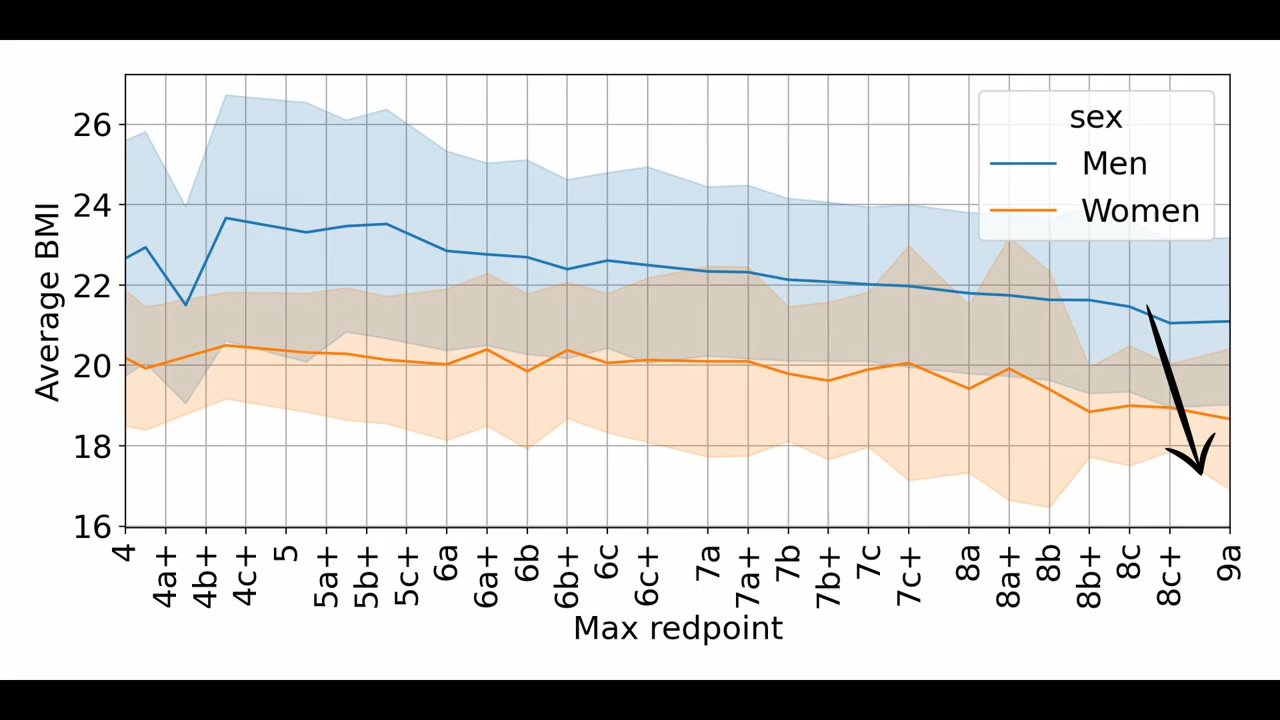 sex
Men
Women
Average BMI
26
24
22
20
18
16
4
4a+
4b+
4c+
5
5a+
5b+
5c+
6a
6a+
6b
6b+
6c
6c+
7a
7a+
7b
7b+
7c
7c+
8a
8a+
8b
8b+
8c
8c+
9a
Max redpoint